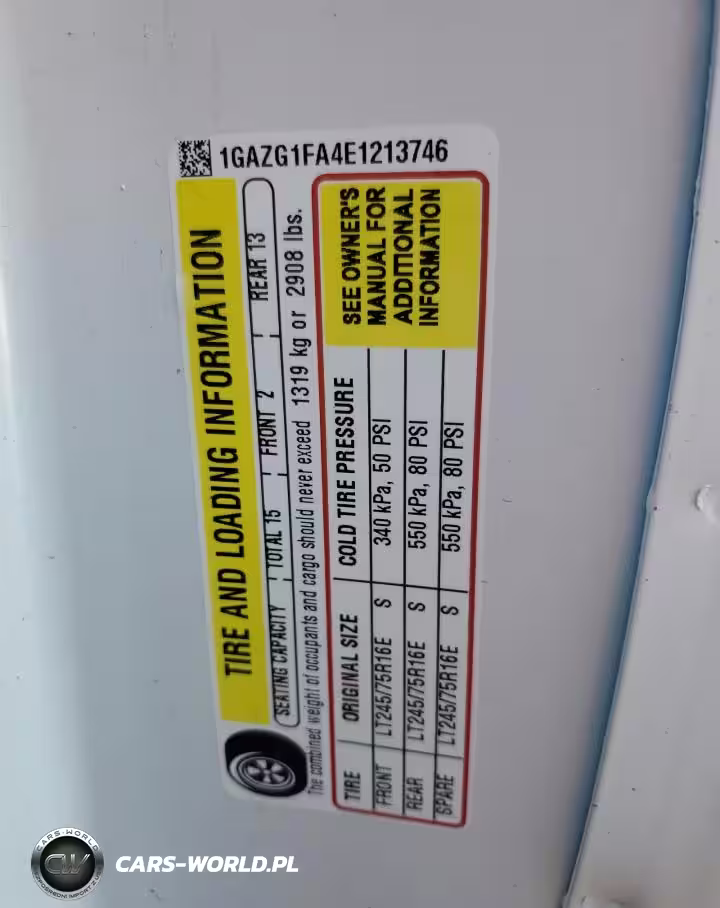 1GAZG1FA4E1213746
TIRE AND LOADING INFORMATION
SEATING CAPACITY TOTAL 15 FRONT 2 REAR 13
The combined weight of occupants and cargo should never exceed 1319 kg or 2908 lbs.
TIRE ORIGINAL SIZE COLD TIRE PRESSURE
FRONT LT245/75R16E S 340 kPa, 50 PSI
REAR LT245/75R16E S 550 kPa, 80 PSI
SPARE LT245/75R16E S 550 kPa, 80 PSI
SEE OWNER'S
MANUAL FOR
ADDITIONAL
INFORMATION
CARS-WORLD
CW
CARS-WORLD.PL